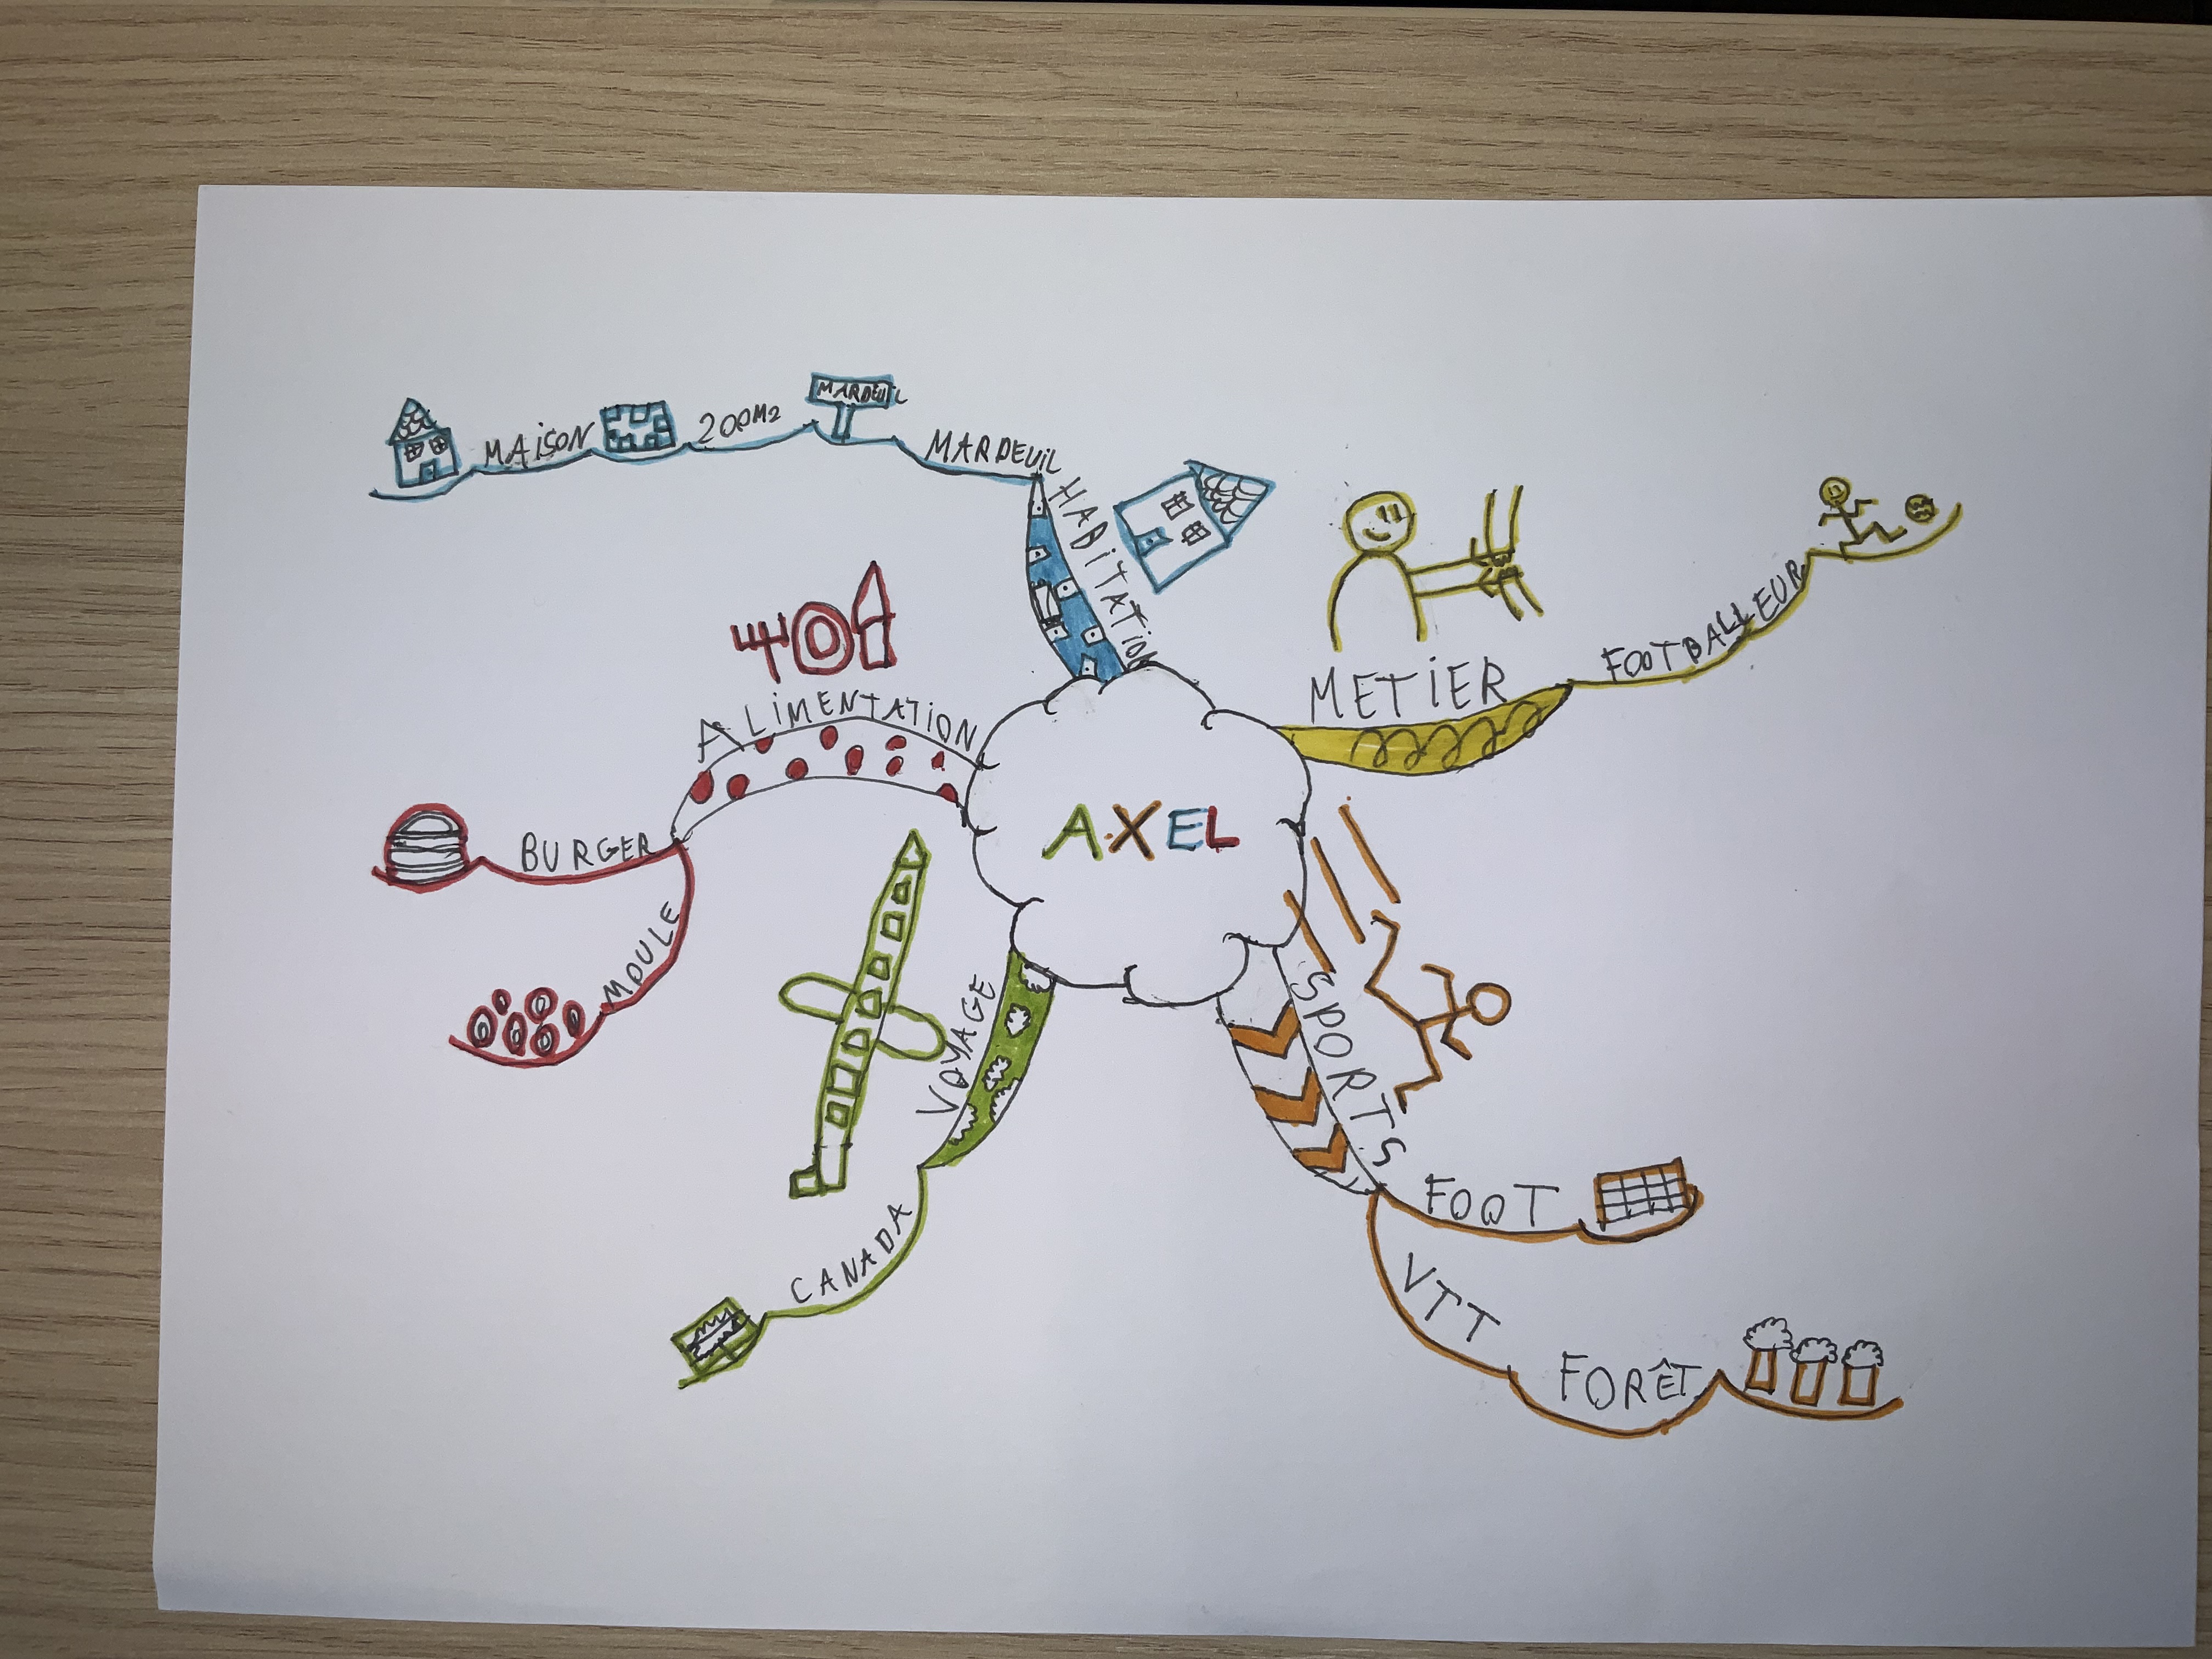 MARDEUIL
MAISON
200M2
MARDEUIL
HABITATION
METIER
FOOTBALLEUR
ALIMENTATION
BURGER
MOULE
AXEL
VOYAGE
CANADA
SPORTS
FOOT
VTT
FORÊT